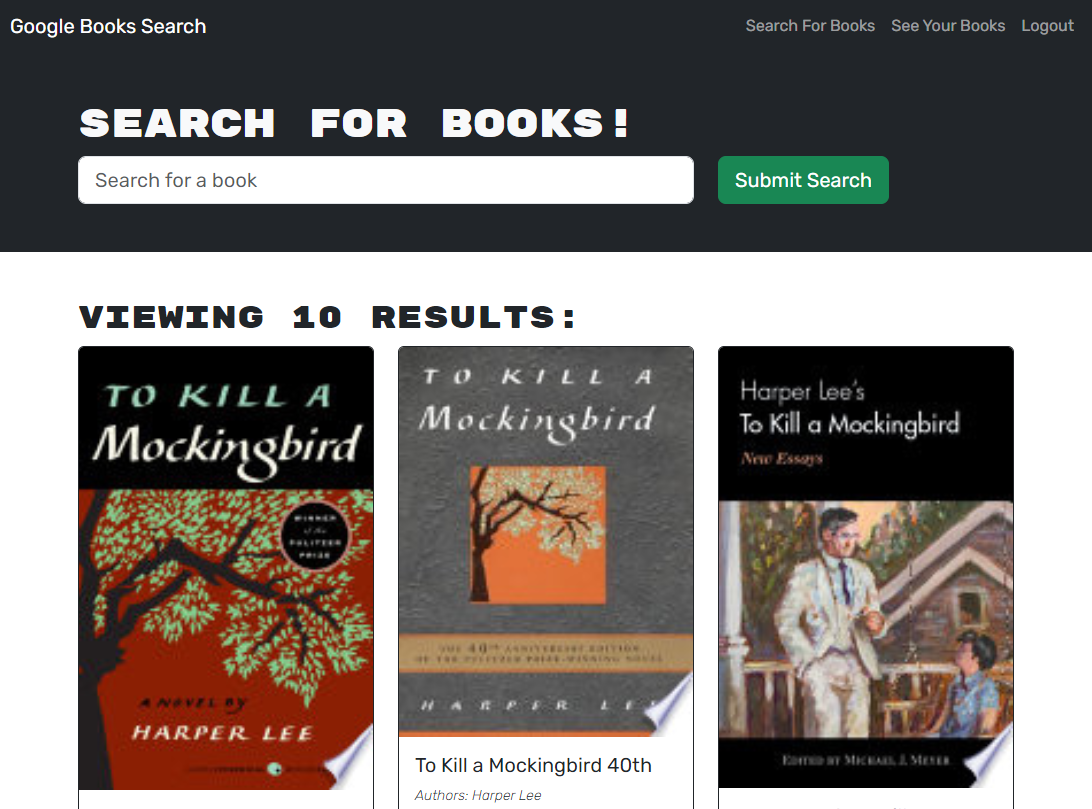 Google Books Search
Search For Books
See Your Books
Logout
SEARCH FOR BOOKS!
Search for a book
Submit Search
VIEWING 10 RESULTS:
TO KILL A
Mockingbird
WINNER
of the
PULITZER
PRIZE
A NOVEL BY
HARPER LEE
TO KILL A
Mockingbird
THE 40TH ANNIVERSARY EDITION
OF THE PULITZER PRIZE-WINNING NOVEL
HARPER LE
To Kill a Mockingbird 40th
Authors: Harper Lee
Harper Lee's
To Kill a Mockingbird
New Essays
EDITED BY MICHAEL J. MEYER